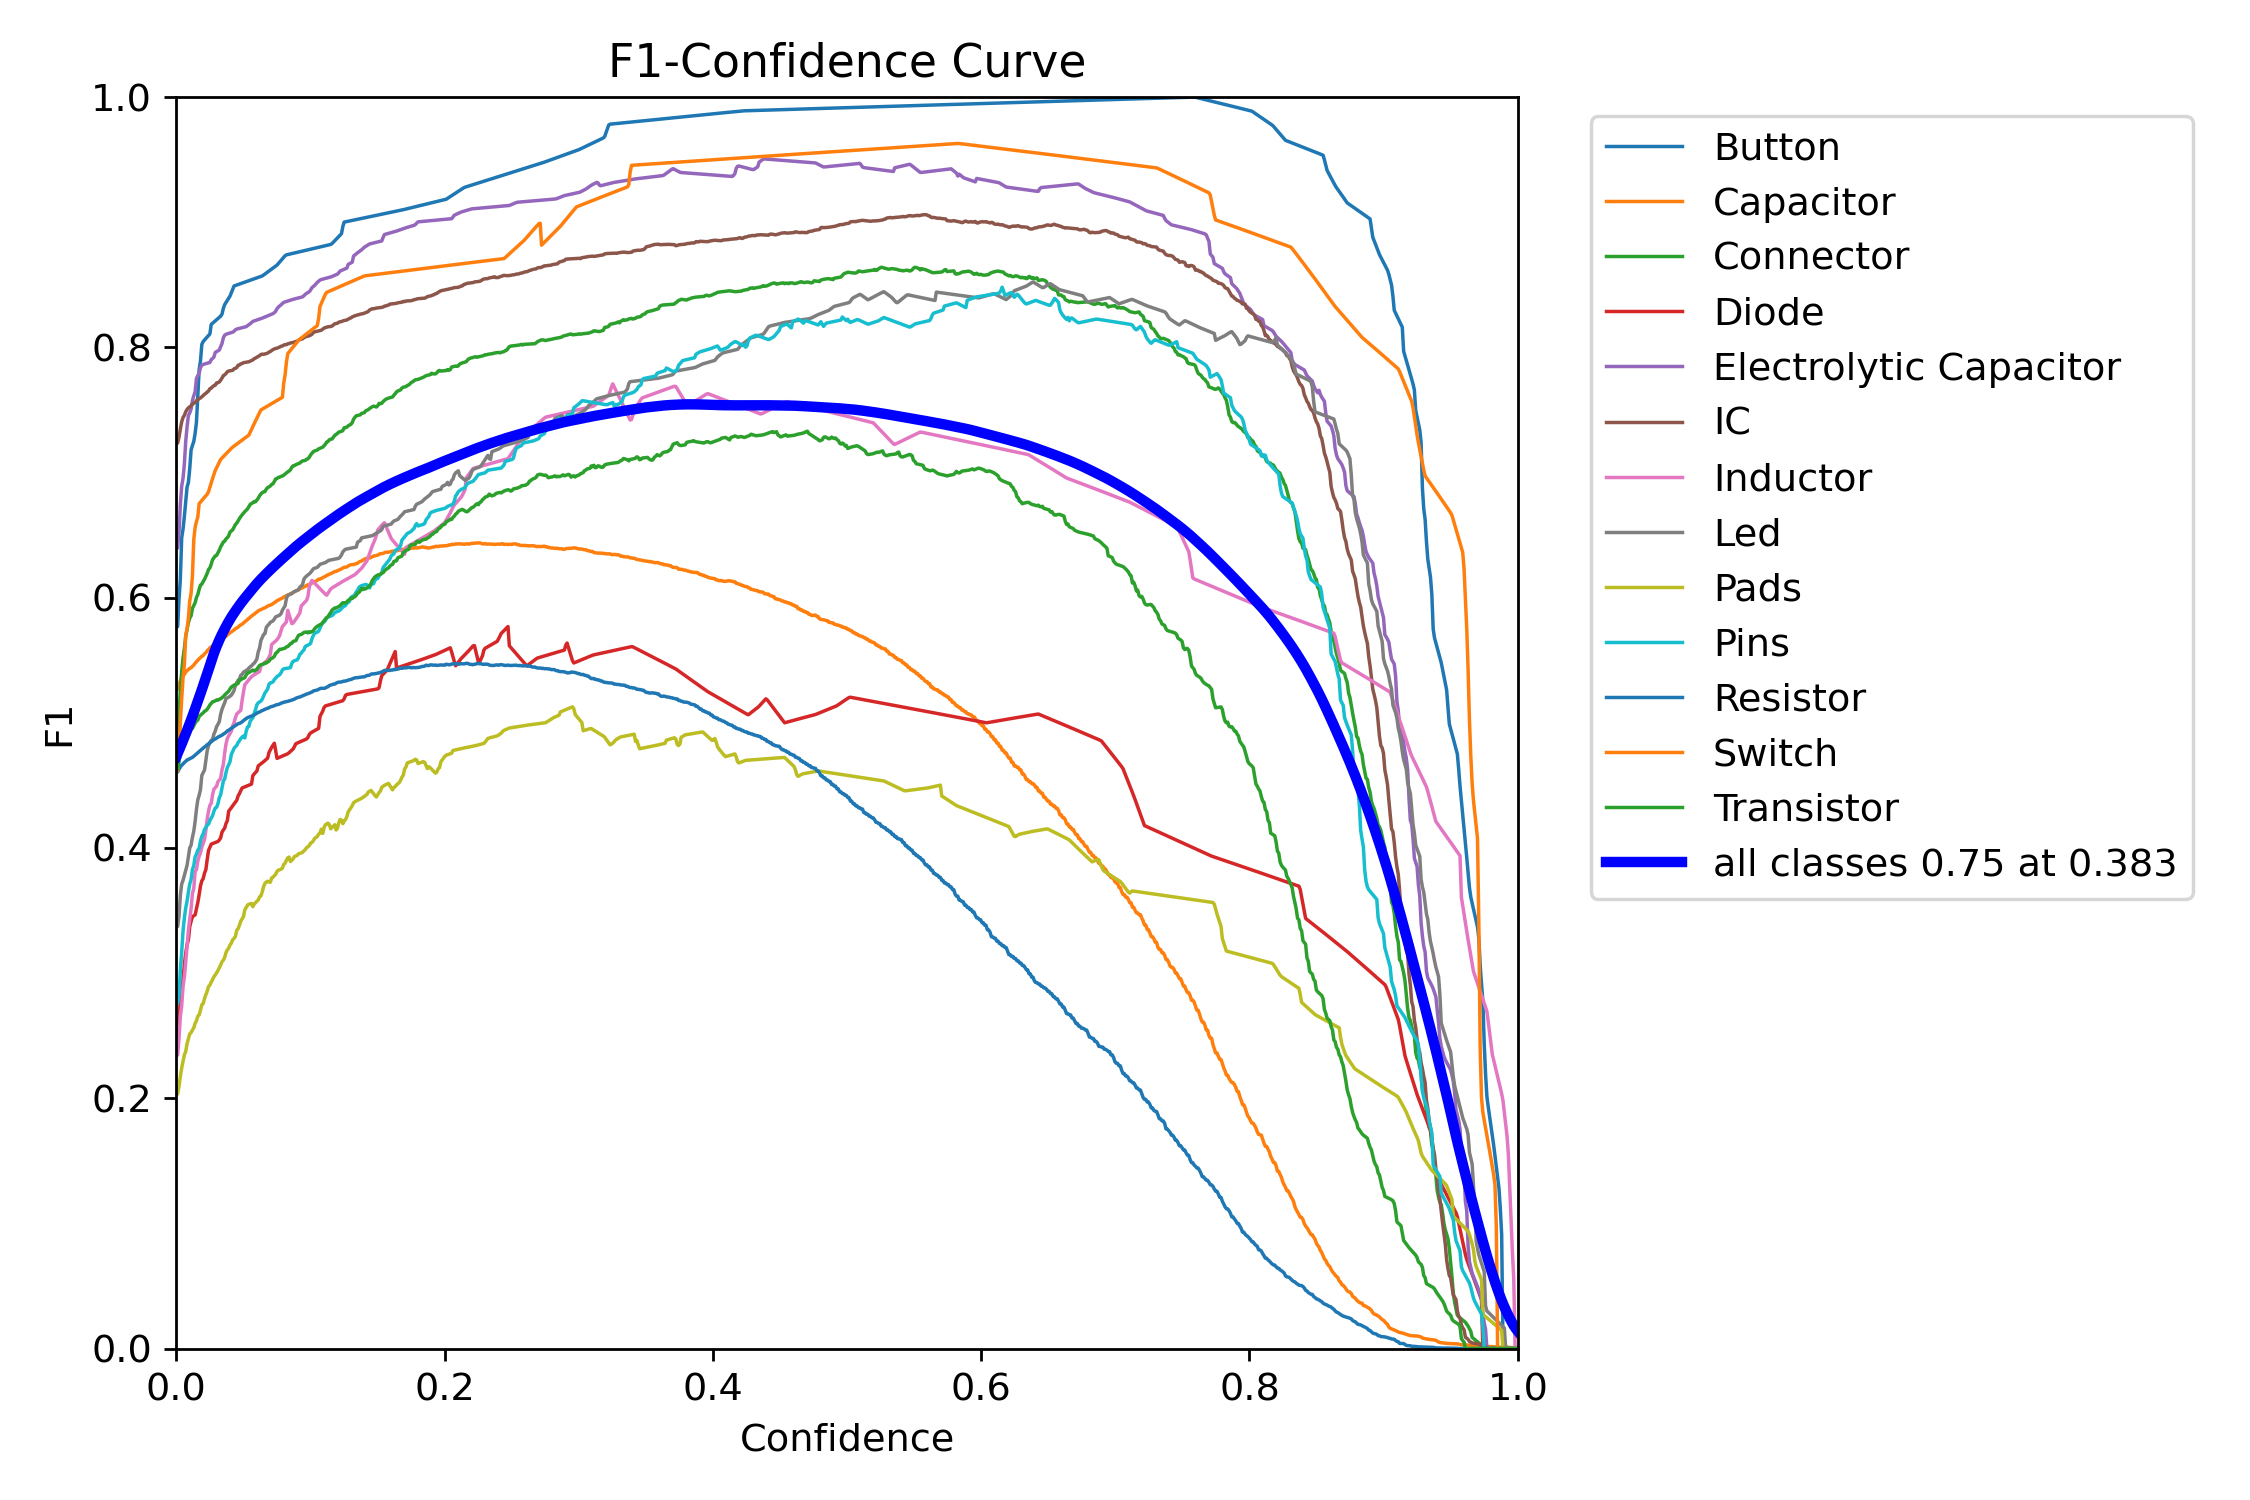 F1-Confidence Curve
1.0
0.8
0.6
0.4
0.2
0.0
F1
0.0 0.2 0.4 0.6 0.8 1.0
Confidence
Button
Capacitor
Connector
Diode
Electrolytic Capacitor
IC
Inductor
Led
Pads
Pins
Resistor
Switch
Transistor
all classes 0.75 at 0.383